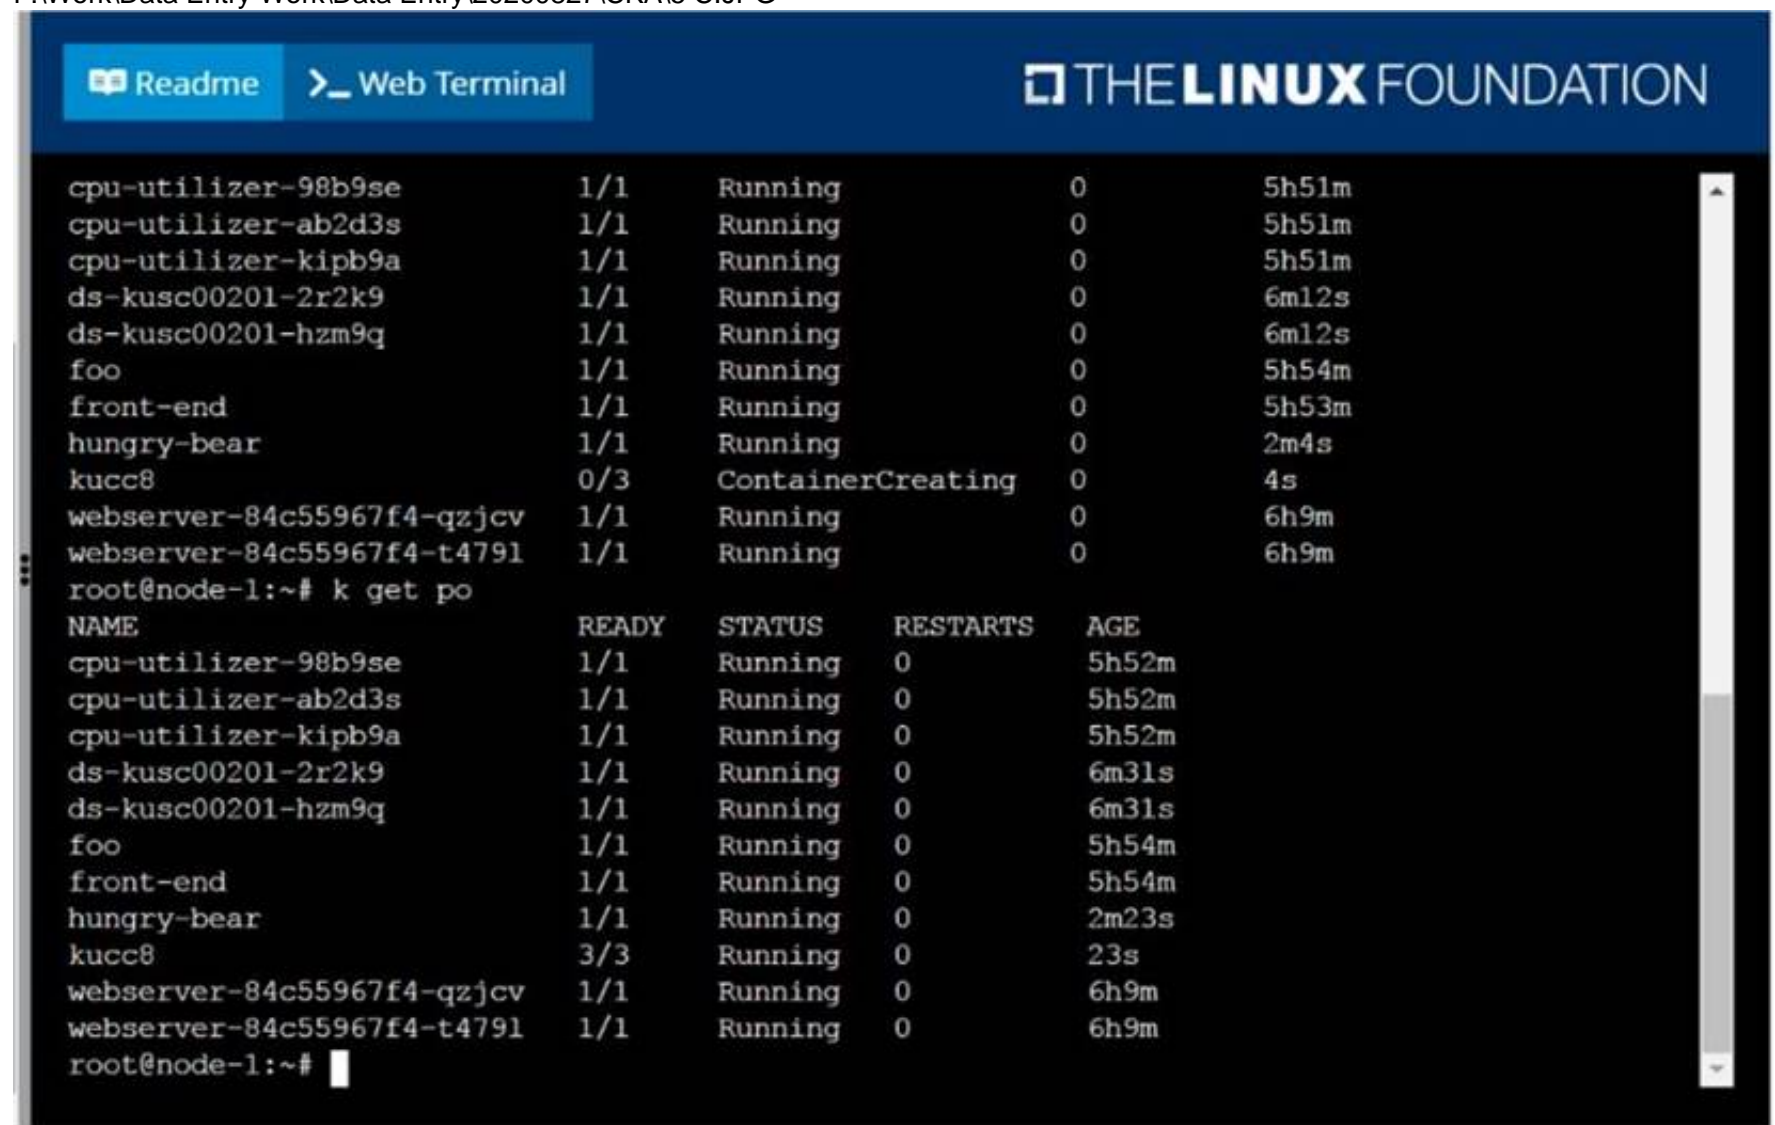 Readme
Web Terminal
THE LINUX FOUNDATION
cpu-utilizer-98b9se 1/1 Running 0 5h51m
cpu-utilizer-ab2d3s 1/1 Running 0 5h51m
cpu-utilizer-kipb9a 1/1 Running 0 5h51m
ds-kusc00201-2r2k9 1/1 Running 0 6m12s
ds-kusc00201-hzm9q 1/1 Running 0 6m12s
foo 1/1 Running 0 5h54m
front-end 1/1 Running 0 5h53m
hungry-bear 1/1 Running 0 2m4s
kucc8 0/3 ContainerCreating 0 4s
webserver-84c55967f4-qzjcv 1/1 Running 0 6h9m
webserver-84c55967f4-t479l 1/1 Running 0 6h9m
root@node-1:~# k get po
NAME READY STATUS RESTARTS AGE
cpu-utilizer-98b9se 1/1 Running 0 5h52m
cpu-utilizer-ab2d3s 1/1 Running 0 5h52m
cpu-utilizer-kipb9a 1/1 Running 0 5h52m
ds-kusc00201-2r2k9 1/1 Running 0 6m31s
ds-kusc00201-hzm9q 1/1 Running 0 6m31s
foo 1/1 Running 0 5h54m
front-end 1/1 Running 0 5h54m
hungry-bear 1/1 Running 0 2m23s
kucc8 3/3 Running 0 23s
webserver-84c55967f4-qzjcv 1/1 Running 0 6h9m
webserver-84c55967f4-t479l 1/1 Running 0 6h9m
root@node-1:~#